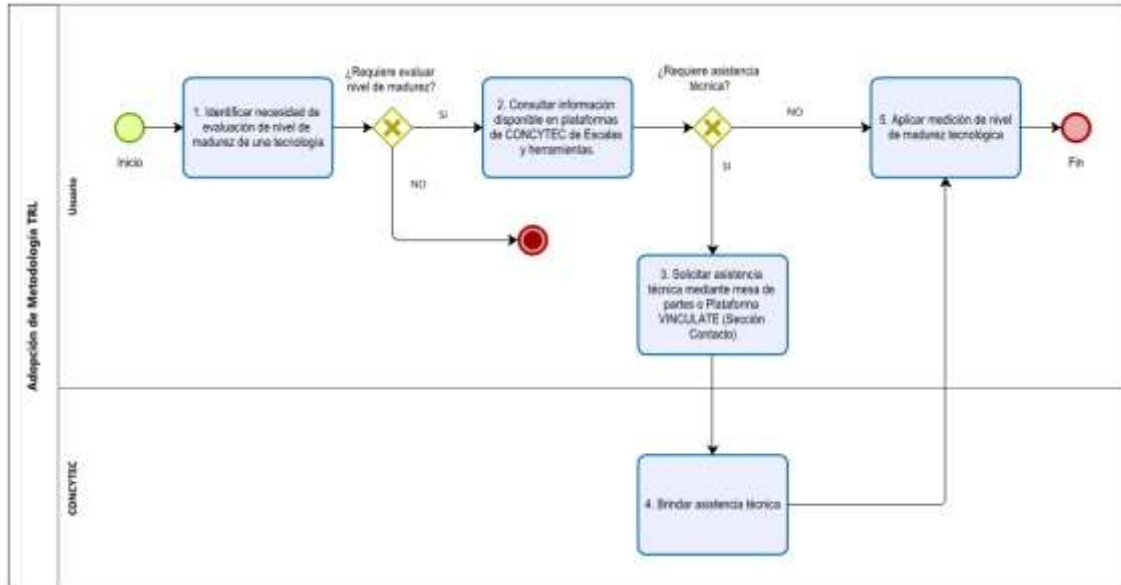 Adopción de Metodología TRL
Usuario
CONCYTEC
Inicio
1. Identificar necesidad de
evaluación de nivel de
madurez de una tecnología
¿Requiere evaluar
nivel de madurez?
SI
NO
2. Consultar información
disponible en plataformas
de CONCYTEC de Escalas
y herramientas.
¿Requiere asistencia
técnica?
NO
SI
3. Solicitar asistencia
técnica mediante mesa de
partes o Plataforma
VINCULATE (Sección
Contacto)
4. Brindar asistencia técnica
5. Aplicar medición de nivel
de madurez tecnológica
Fin